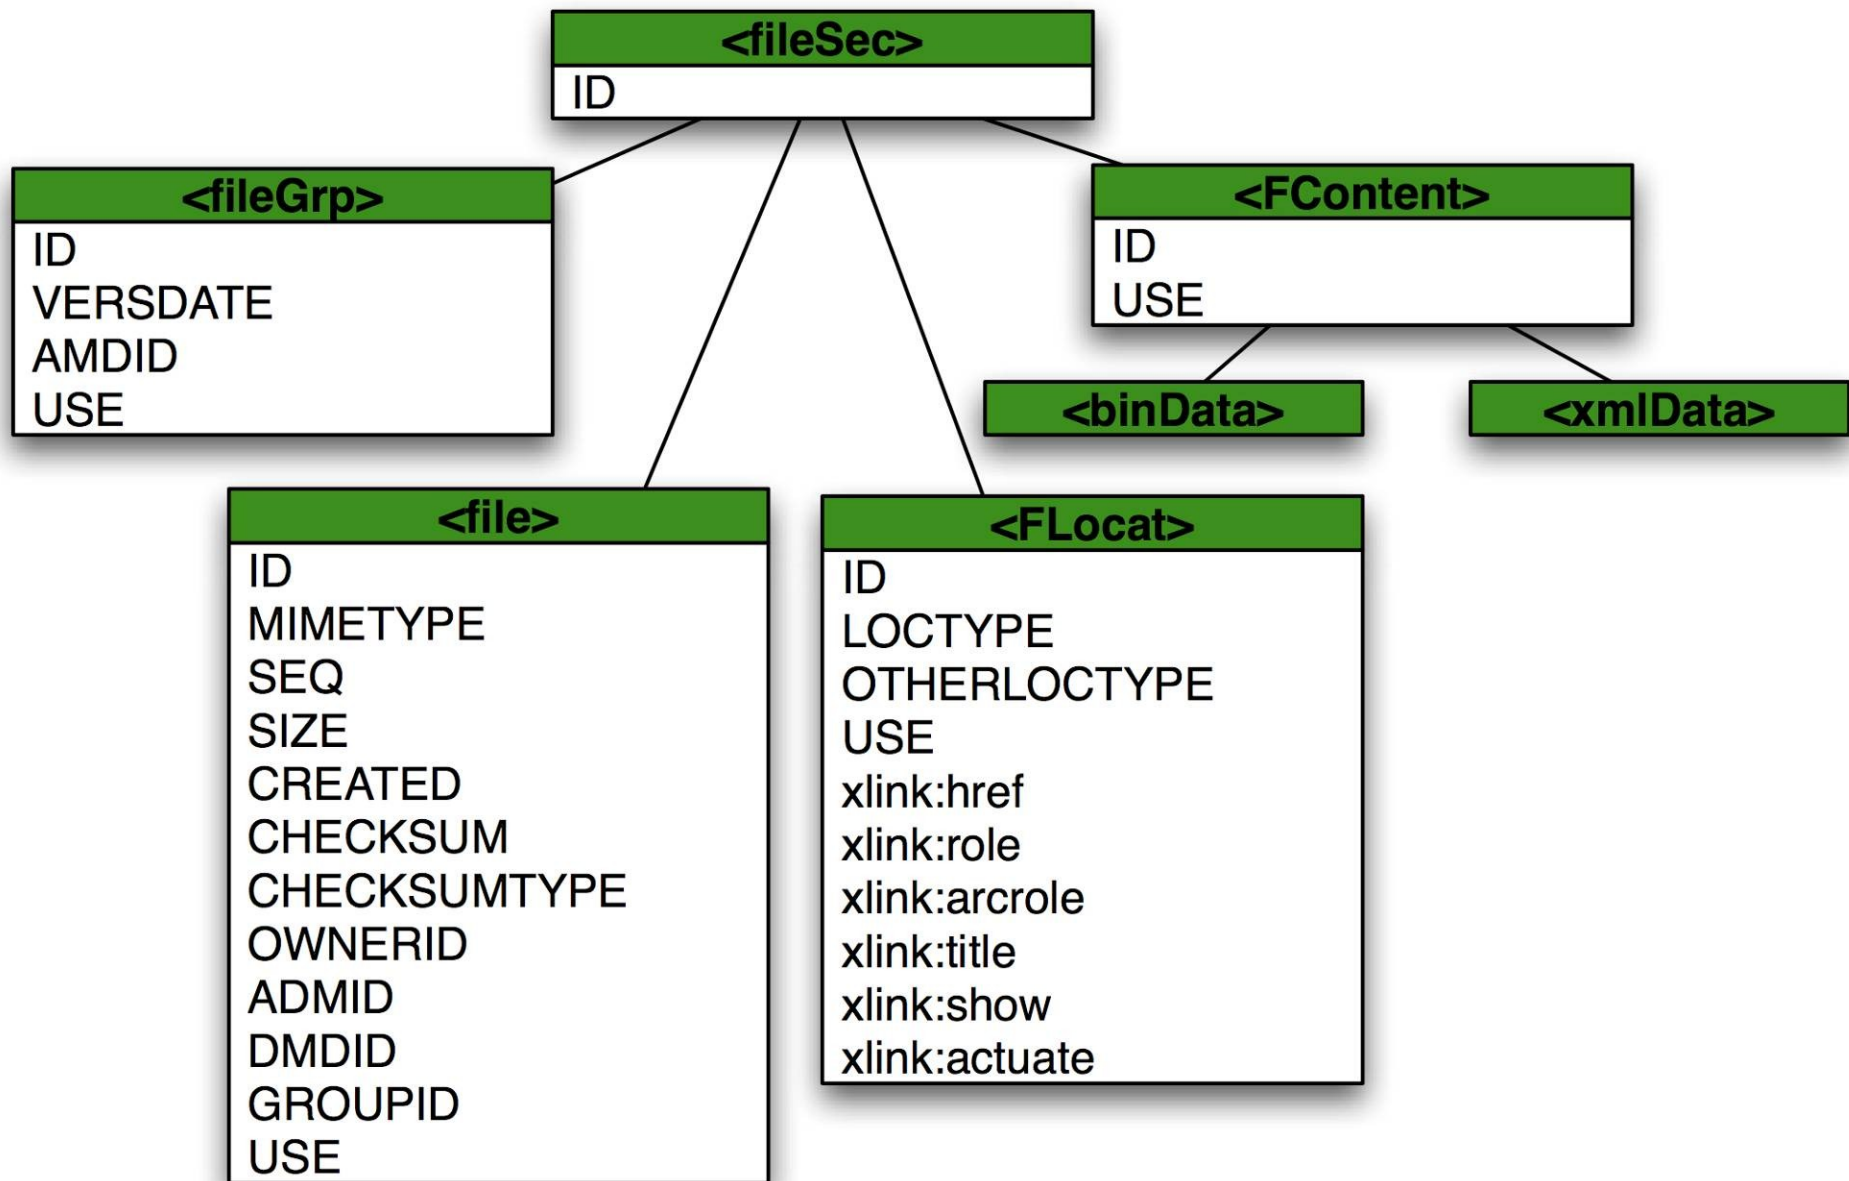 <fileSec>
ID
<fileGrp>
ID
VERSDATE
AMDID
USE
<FContent>
ID
USE
<binData>
<xmlData>
<file>
ID
MIMETYPE
SEQ
SIZE
CREATED
CHECKSUM
CHECKSUMTYPE
OWNERID
ADMID
DMDID
GROUPID
USE
<FLocat>
ID
LOCTYPE
OTHERLOCTYPE
USE
xlink:href
xlink:role
xlink:arcrole
xlink:title
xlink:show
xlink:actuate